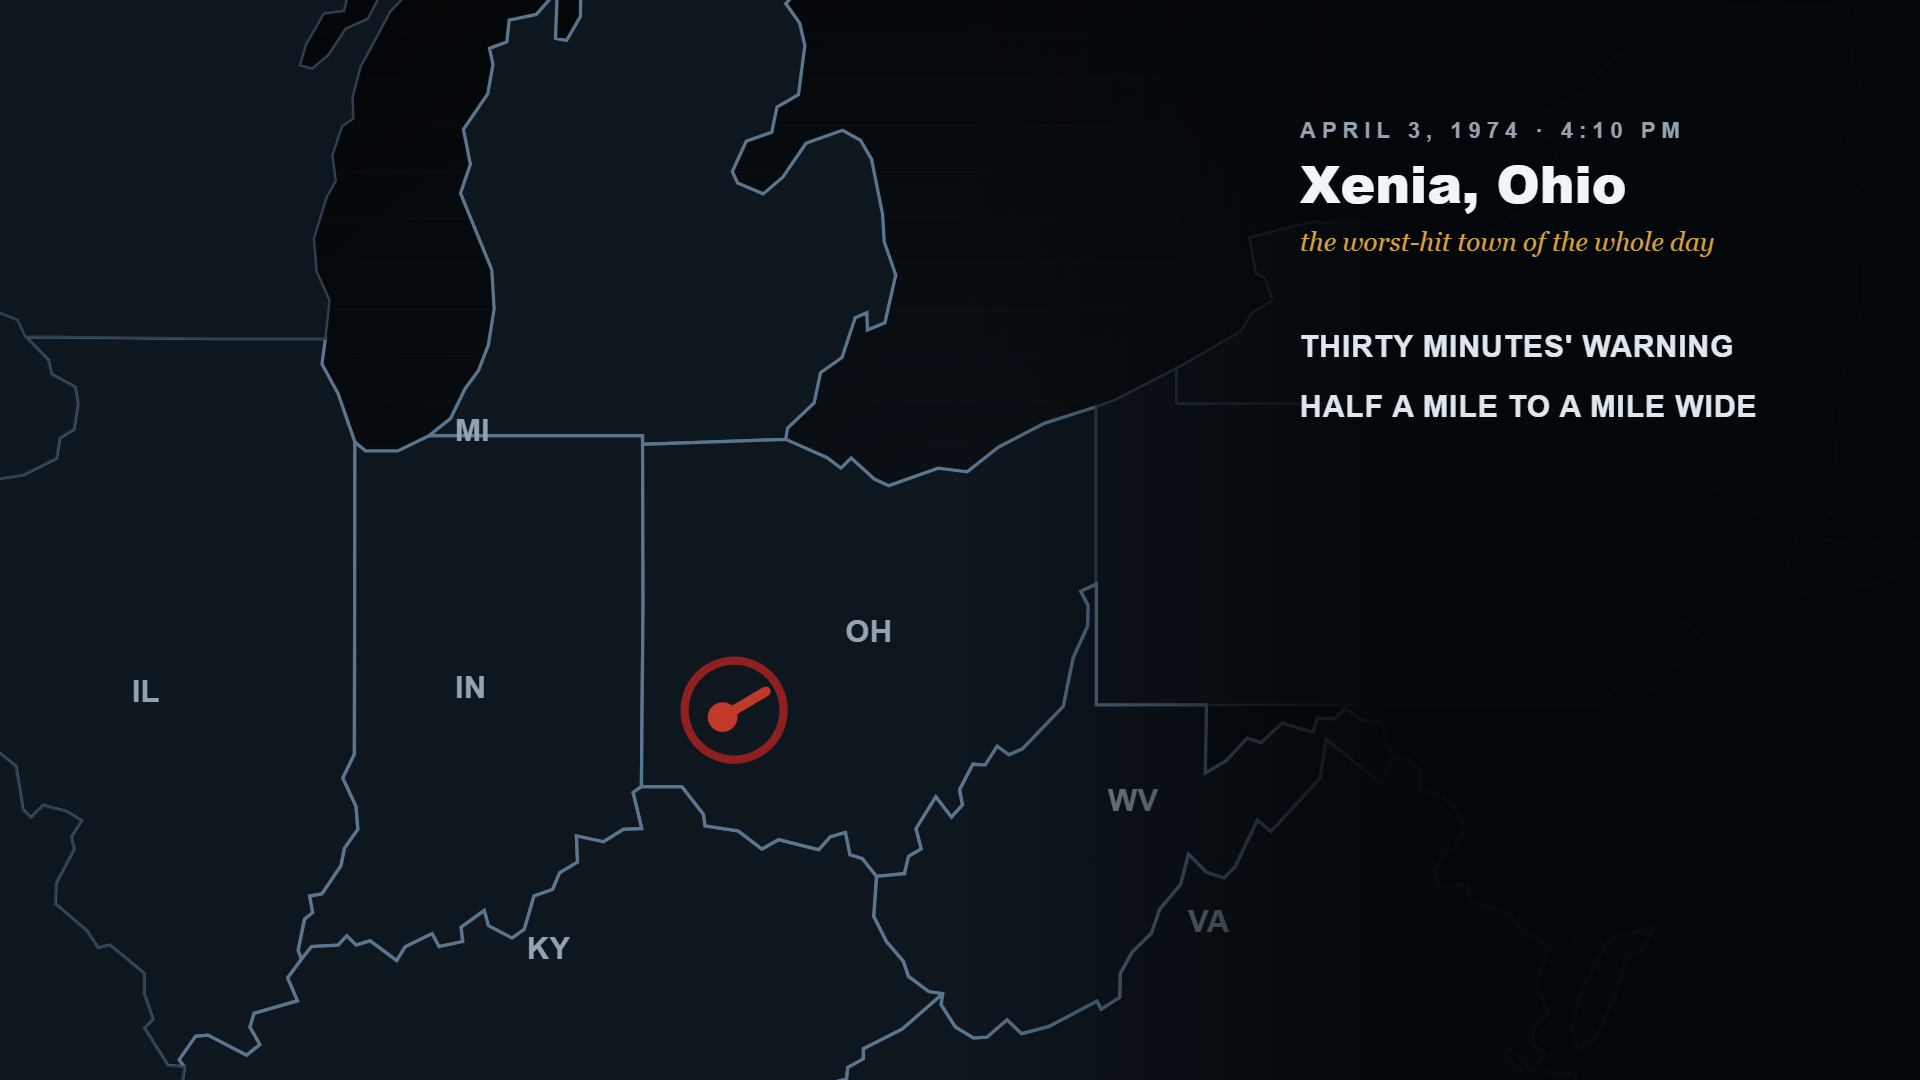 APRIL 3, 1974 · 4:10 PM
Xenia, Ohio
the worst-hit town of the whole day
THIRTY MINUTES' WARNING
HALF A MILE TO A MILE WIDE
MI
OH
IL
IN
WV
VA
KY